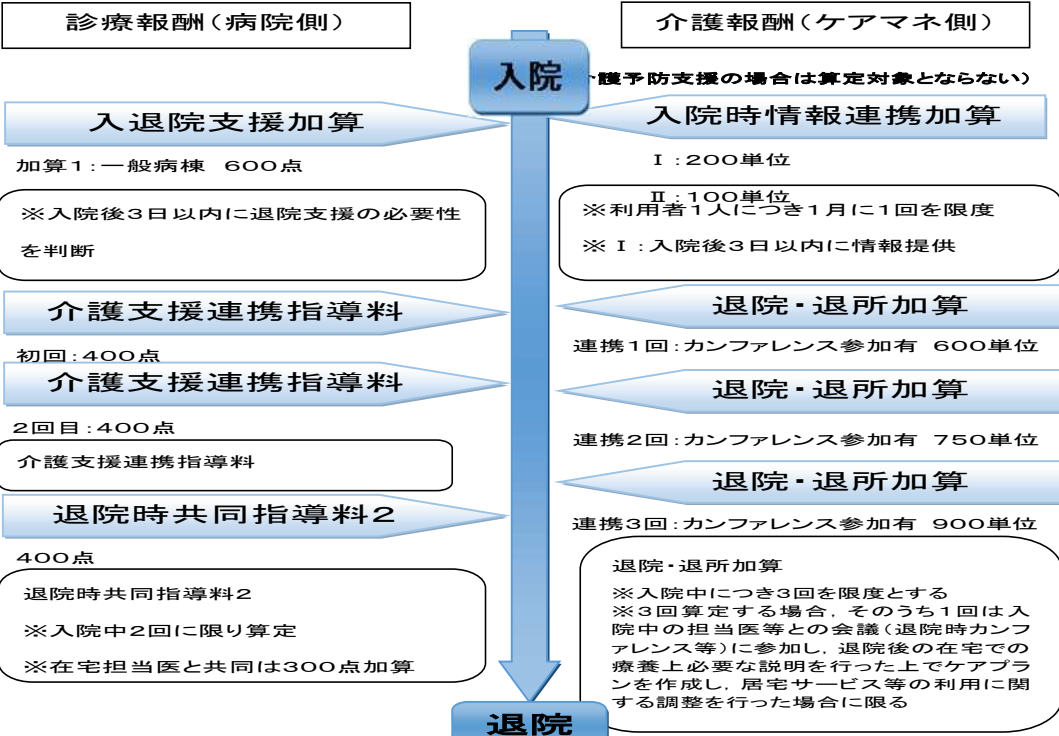 診療報酬(病院側)
介護報酬(ケアマネ側)
入院
護予防支援の場合は算定対象とならない)
入退院支援加算
入院時情報連携加算
加算1:一般病棟 600点
Ⅰ:200単位
Ⅱ:100単位
※入院後3日以内に退院支援の必要性
を判断
※利用者1人につき1月に1回を限度
※Ⅰ:入院後3日以内に情報提供
介護支援連携指導料
初回:400点
退院・退所加算
連携1回:カンファレンス参加有 600単位
介護支援連携指導料
2回目:400点
介護支援連携指導料
退院・退所加算
連携2回:カンファレンス参加有 750単位
退院・退所加算
連携3回:カンファレンス参加有 900単位
退院時共同指導料2
400点
退院時共同指導料2
※入院中2回に限り算定
※在宅担当医と共同は300点加算
退院・退所加算
※入院中につき3回を限度とする
※3回算定する場合,そのうち1回は入
院中の担当医等との会議(退院時カンフ
ァレンス等)に参加し,退院後の在宅での
療養上必要な説明を行った上でケアプラ
ンを作成し,居宅サービス等の利用に関
する調整を行った場合に限る
退院